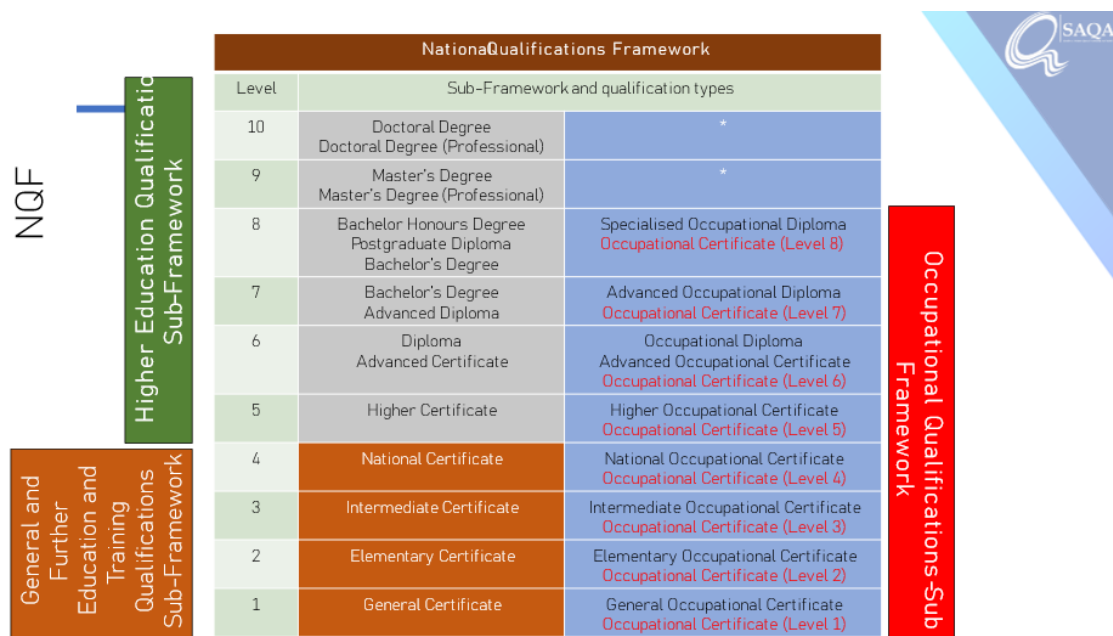 SAQA
NationalQualifications Framework
NQF
Higher Education Qualificatio
Sub-Framework
General and
Further
Education and
Training
Qualifications
Sub-Framework
Level
Sub-Framework and qualification types
10
Doctoral Degree
Doctoral Degree (Professional)
*
9
Master's Degree
Master's Degree (Professional)
*
8
Bachelor Honours Degree
Postgraduate Diploma
Bachelor's Degree
Specialised Occupational Diploma
Occupational Certificate (Level 8)
7
Bachelor's Degree
Advanced Diploma
Advanced Occupational Diploma
Occupational Certificate (Level 7)
6
Diploma
Advanced Certificate
Occupational Diploma
Advanced Occupational Certificate
Occupational Certificate (Level 6)
5
Higher Certificate
Higher Occupational Certificate
Occupational Certificate (Level 5)
4
National Certificate
National Occupational Certificate
Occupational Certificate (Level 4)
3
Intermediate Certificate
Intermediate Occupational Certificate
Occupational Certificate (Level 3)
2
Elementary Certificate
Elementary Occupational Certificate
Occupational Certificate (Level 2)
1
General Certificate
General Occupational Certificate
Occupational Certificate (Level 1)
Occupational Qualifications-Sub
Framework